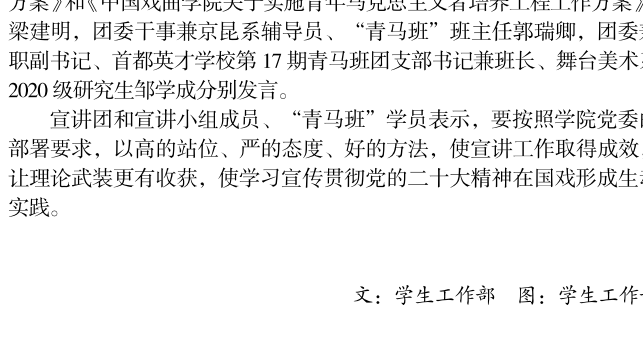 方案》和《中国戏曲学院关于实施青年马克思主义者培养工程工作方案》
梁建明，团委干事兼京昆系辅导员、“青马班”班主任郭瑞卿，团委兼
职副书记、首都英才学校第 17 期青马班团支部书记兼班长、舞台美术系
2020 级研究生邹学成分别发言。
宣讲团和宣讲小组成员、“青马班”学员表示，要按照学院党委的
部署要求，以高的站位、严的态度、好的方法，使宣讲工作取得成效，
让理论武装更有收获，使学习宣传贯彻党的二十大精神在国戏形成生动
实践。
文：学生工作部 图：学生工作